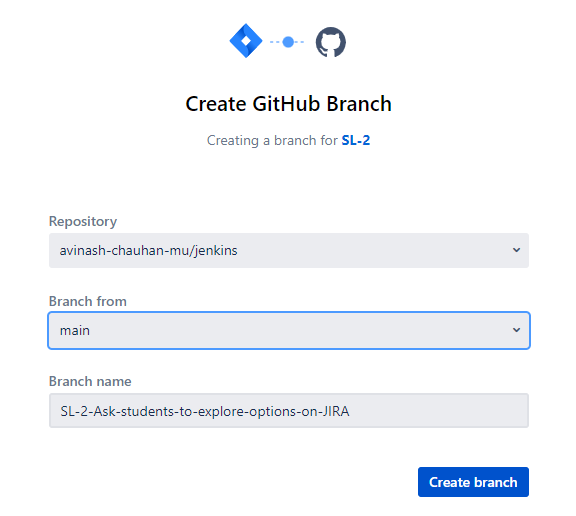 Create GitHub Branch
Creating a branch for SL-2
Repository
avinash-chauhan-mu/jenkins
Branch from
main
Branch name
SL-2-Ask-students-to-explore-options-on-JIRA
Create branch